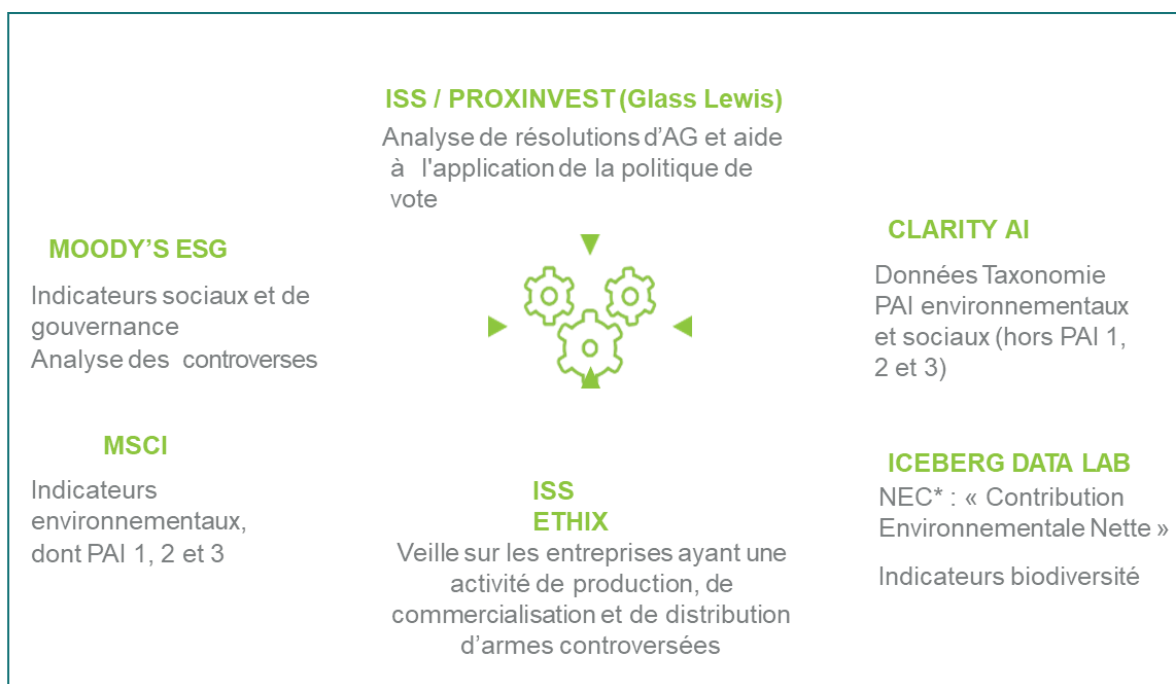 ISS / PROXINVEST (Glass Lewis)
Analyse de résolutions d’AG et aide
à l'application de la politique de
vote
MOODY’S ESG
Indicateurs sociaux et de
gouvernance
Analyse des controverses
CLARITY AI
Données Taxonomie
PAI environnementaux
et sociaux (hors PAI 1,
2 et 3)
MSCI
Indicateurs
environnementaux,
dont PAI 1, 2 et 3
ISS
ETHIX
Veille sur les entreprises ayant une
activité de production, de
commercialisation et de distribution
d’armes controversées
ICEBERG DATA LAB
NEC* : « Contribution
Environnementale Nette »
Indicateurs biodiversité